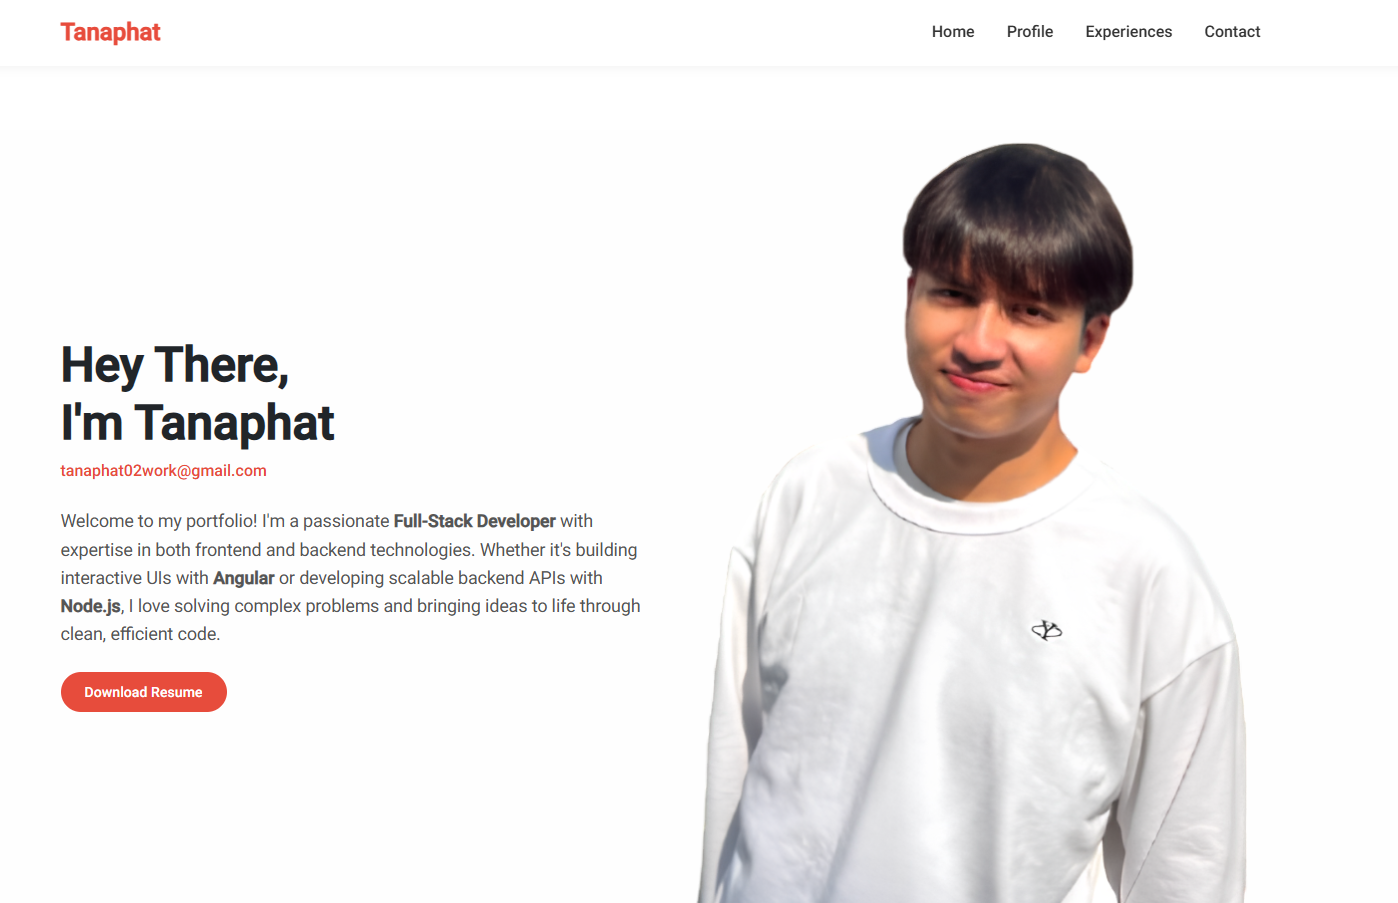 Tanaphat
Home Profile Experiences Contact
Hey There,
I'm Tanaphat
tanaphat02work@gmail.com
Welcome to my portfolio! I'm a passionate Full-Stack Developer with
expertise in both frontend and backend technologies. Whether it's building
interactive UIs with Angular or developing scalable backend APIs with
Node.js, I love solving complex problems and bringing ideas to life through
clean, efficient code.
Download Resume